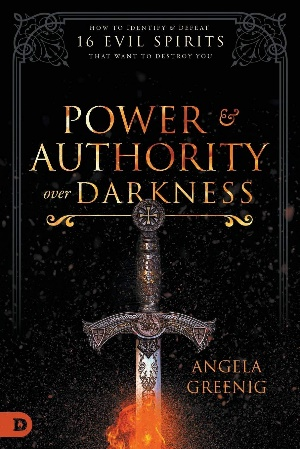 HOW TO IDENTIFY & DEFEAT
16 EVIL SPIRITS
THAT WANT TO DESTROY YOU
POWER &
AUTHORITY
over DARKNESS
ANGELA
GREENIG
D